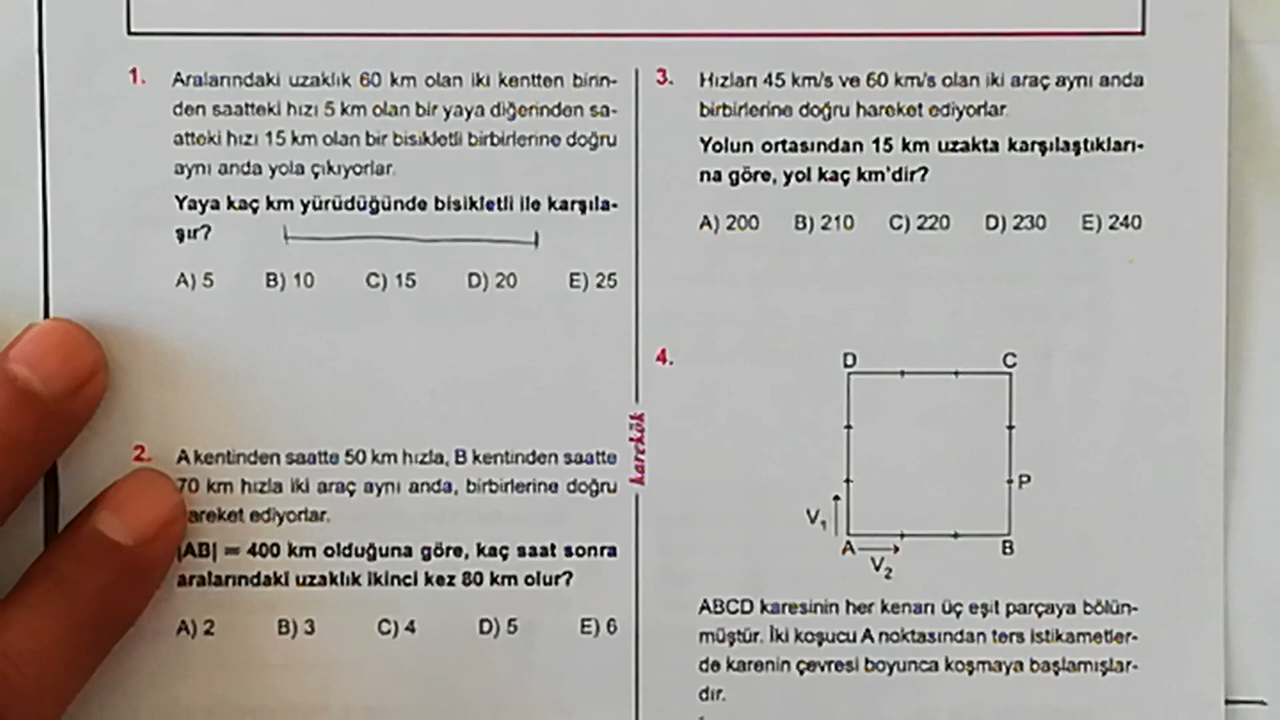 1. Aralarındaki uzaklık 60 km olan iki kentten birin-
den saatteki hızı 5 km olan bir yaya diğerinden sa-
atteki hızı 15 km olan bir bisikletli birbirlerine doğru
aynı anda yola çıkıyorlar.
Yaya kaç km yürüdüğünde bisikletli ile karşıla-
şır?
A) 5 B) 10 C) 15 D) 20 E) 25
2. A kentinden saatte 50 km hızla, B kentinden saatte
70 km hızla iki araç aynı anda, birbirlerine doğru
areket ediyorlar.
|AB| = 400 km olduğuna göre, kaç saat sonra
aralarındaki uzaklık ikinci kez 80 km olur?
A) 2 B) 3 C) 4 D) 5 E) 6
karekök
3. Hızları 45 km/s ve 60 km/s olan iki araç aynı anda
birbirlerine doğru hareket ediyorlar.
Yolun ortasından 15 km uzakta karşılaştıkları-
na göre, yol kaç km'dir?
A) 200 B) 210 C) 220 D) 230 E) 240
4.
D C
P
V₁
A B
V₂
ABCD karesinin her kenarı üç eşit parçaya bölün-
müştür. İki koşucu A noktasından ters istikametler-
de karenin çevresi boyunca koşmaya başlamışlar-
dır.